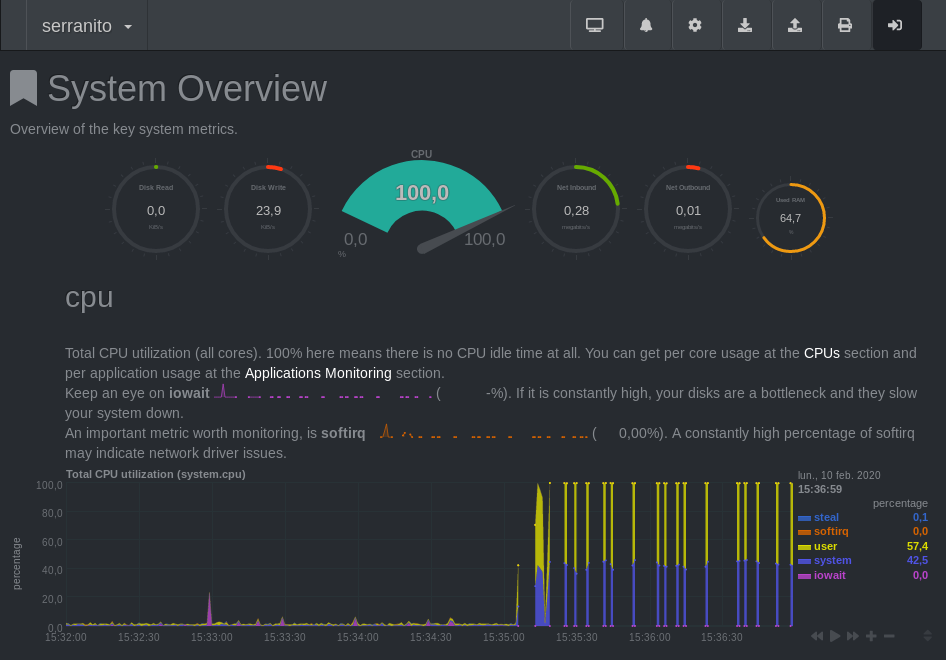 serranito
System Overview
Overview of the key system metrics.
CPU
Disk Read
0,0
KiB/s
Disk Write
23,9
KiB/s
100,0
0,0
100,0
%
Net Inbound
0,28
megabits/s
Net Outbound
0,01
megabits/s
Used RAM
64,7
%
cpu
Total CPU utilization (all cores). 100% here means there is no CPU idle time at all. You can get per core usage at the CPUs section and
per application usage at the Applications Monitoring section.
Keep an eye on iowait ( -%). If it is constantly high, your disks are a bottleneck and they slow
your system down.
An important metric worth monitoring, is softirq ( 0,00%). A constantly high percentage of softirq
may indicate network driver issues.
Total CPU utilization (system.cpu)
lun., 10 feb. 2020
15:36:59
percentage
steal 0,1
softirq 0,0
user 57,4
system 42,5
iowait 0,0
percentage
100,0
80,0
60,0
40,0
20,0
0,0
15:32:00 15:32:30 15:33:00 15:33:30 15:34:00 15:34:30 15:35:00 15:35:30 15:36:00 15:36:30